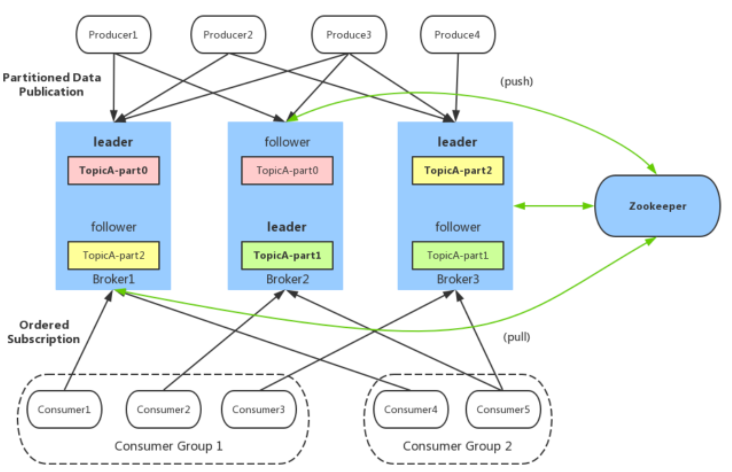 Producer1
Producer2
Produce3
Produce4
Partitioned Data
Publication
(push)
leader
TopicA-part0
follower
TopicA-part2
Broker1
follower
TopicA-part0
leader
TopicA-part1
Broker2
leader
TopicA-part2
follower
TopicA-part1
Broker3
Zookeeper
Ordered
Subscription
(pull)
Consumer1
Consumer2
Consumer3
Consumer Group 1
Consumer4
Consumer5
Consumer Group 2